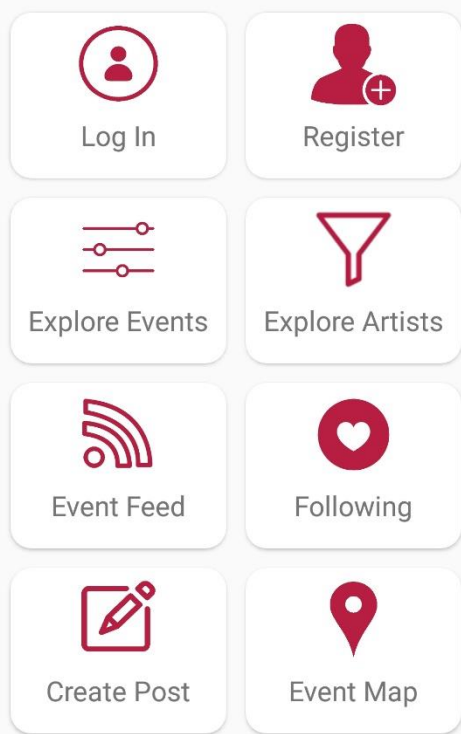 Log In
Register
Explore Events
Explore Artists
Event Feed
Following
Create Post
Event Map